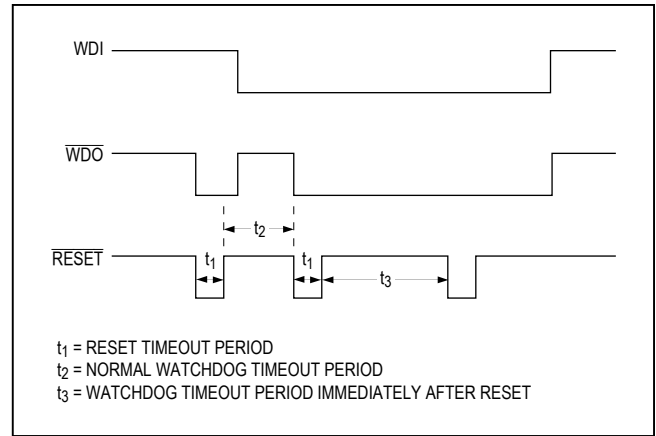 WDI
WDO
t2
RESET
t1
t1
t3
t1 = RESET TIMEOUT PERIOD
t2 = NORMAL WATCHDOG TIMEOUT PERIOD
t3 = WATCHDOG TIMEOUT PERIOD IMMEDIATELY AFTER RESET